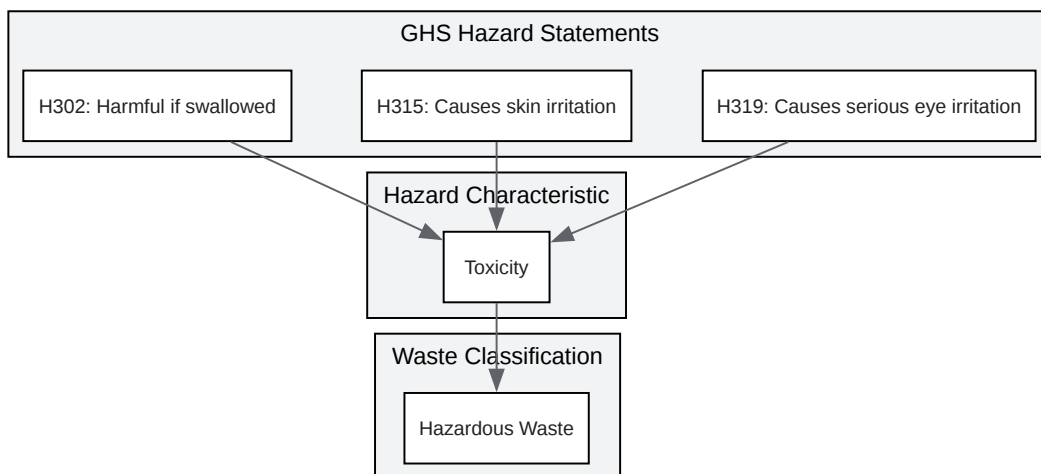 GHS Hazard Statements
H302: Harmful if swallowed
H315: Causes skin irritation
H319: Causes serious eye irritation
Hazard Characteristic
Toxicity
Waste Classification
Hazardous Waste